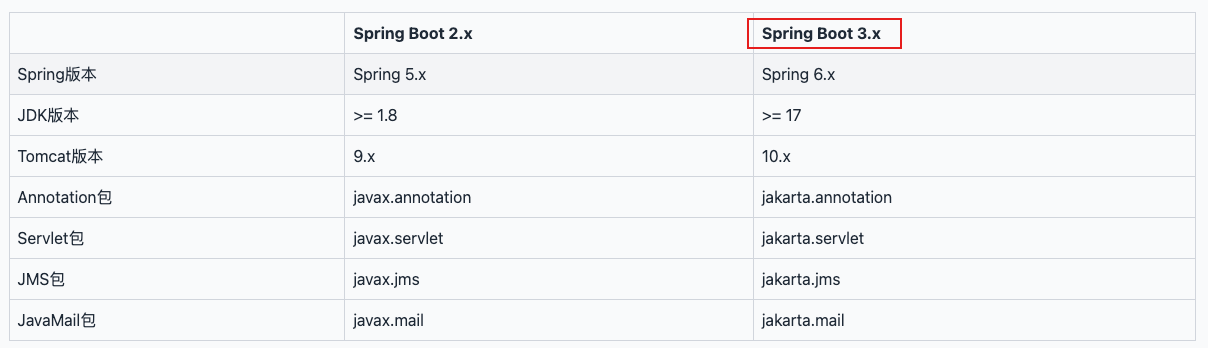 Spring Boot 2.x Spring Boot 3.x
Spring版本 Spring 5.x Spring 6.x
JDK版本 >= 1.8 >= 17
Tomcat版本 9.x 10.x
Annotation包 javax.annotation jakarta.annotation
Servlet包 javax.servlet jakarta.servlet
JMS包 javax.jms jakarta.jms
JavaMail包 javax.mail jakarta.mail